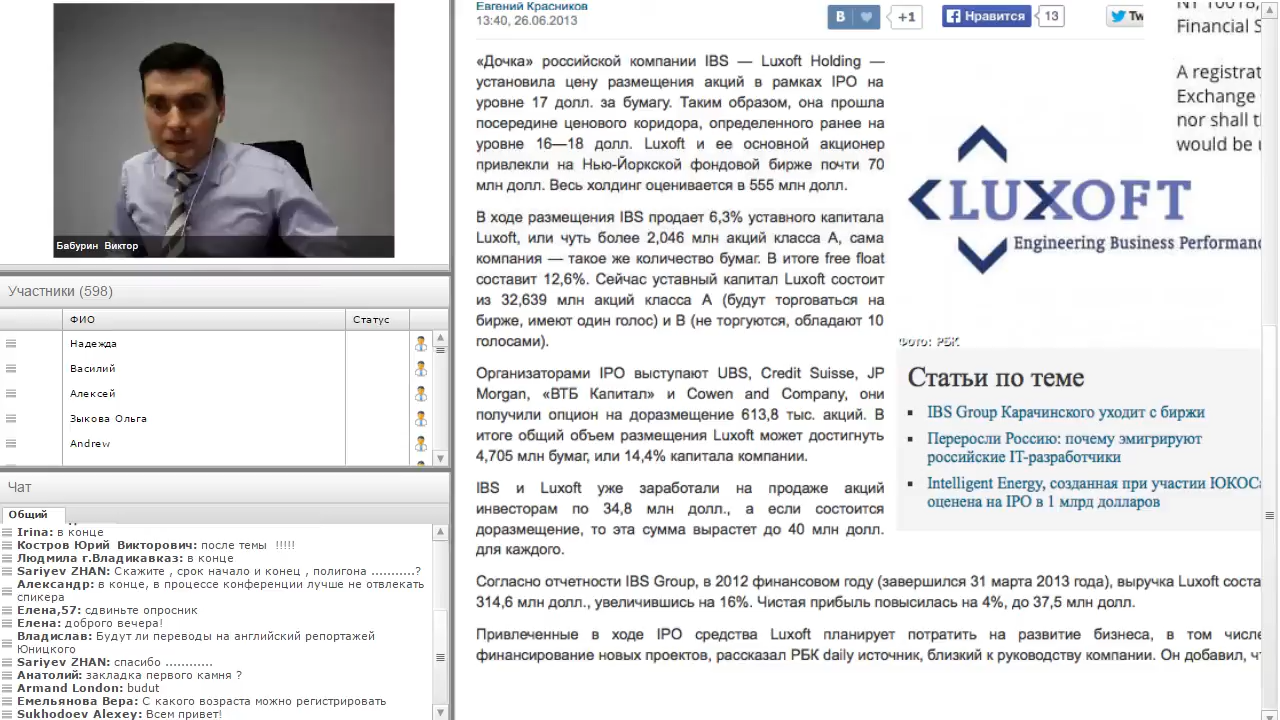 Бабурин Виктор
Участники (598)
ФИО
Статус
Надежда
Василий
Алексей
Зыкова Ольга
Andrew
Чат
Общий
Irina: в конце
Костров Юрий Викторович: после темы !!!!!
Людмила г.Владикавказ: в конце
Sariyev ZHAN: Скажите , срок начало и конец , полигона ...........?
Александр: в конце, в процессе конференции лучше не отвлекать
спикера
Елена,57: сдвиньте опросник
Елена: доброго вечера!
Владислав: Будут ли переводы на английский репортажей
Юницкого
Sariyev ZHAN: спасибо ............
Анатолий: закладка первого камня ?
Armand London: budut
Емельянова Вера: С какого возраста можно регистрировать
Sukhodoev Alexey: Всем привет!
Евгений Красников
13:40, 26.06.2013
B
+1
Нравится
13
Tw
«Дочка» российской компании IBS — Luxoft Holding —
установила цену размещения акций в рамках IPO на
уровне 17 долл. за бумагу. Таким образом, она прошла
посередине ценового коридора, определенного ранее на
уровне 16—18 долл. Luxoft и ее основной акционер
привлекли на Нью-Йоркской фондовой бирже почти 70
млн долл. Весь холдинг оценивается в 555 млн долл.
В ходе размещения IBS продает 6,3% уставного капитала
Luxoft, или чуть более 2,046 млн акций класса А, сама
компания — такое же количество бумаг. В итоге free float
составит 12,6%. Сейчас уставный капитал Luxoft состоит
из 32,639 млн акций класса А (будут торговаться на
бирже, имеют один голос) и В (не торгуются, обладают 10
голосами).
Организаторами IPO выступают UBS, Credit Suisse, JP
Morgan, «ВТБ Капитал» и Cowen and Company, они
получили опцион на доразмещение 613,8 тыс. акций. В
итоге общий объем размещения Luxoft может достигнуть
4,705 млн бумаг, или 14,4% капитала компании.
IBS и Luxoft уже заработали на продаже акций
инвесторам по 34,8 млн долл., а если состоится
доразмещение, то эта сумма вырастет до 40 млн долл.
для каждого.
Согласно отчетности IBS Group, в 2012 финансовом году (завершился 31 марта 2013 года), выручка Luxoft соста
314,6 млн долл., увеличившись на 16%. Чистая прибыль повысилась на 4%, до 37,5 млн долл.
Привлеченные в ходе IPO средства Luxoft планирует потратить на развитие бизнеса, в том числе
финансирование новых проектов, рассказал РБК daily источник, близкий к руководству компании. Он добавил, чт
NY 10018,
Financial S
A registrat
Exchange
nor shall t
would be u
LUXOFT
Engineering Business Performanc
Фото: РБК
Статьи по теме
IBS Group Карачинского уходит с биржи
Переросли Россию: почему эмигрируют
российские IT-разработчики
Intelligent Energy, созданная при участии ЮКОСа
оценена на IPO в 1 млрд долларов